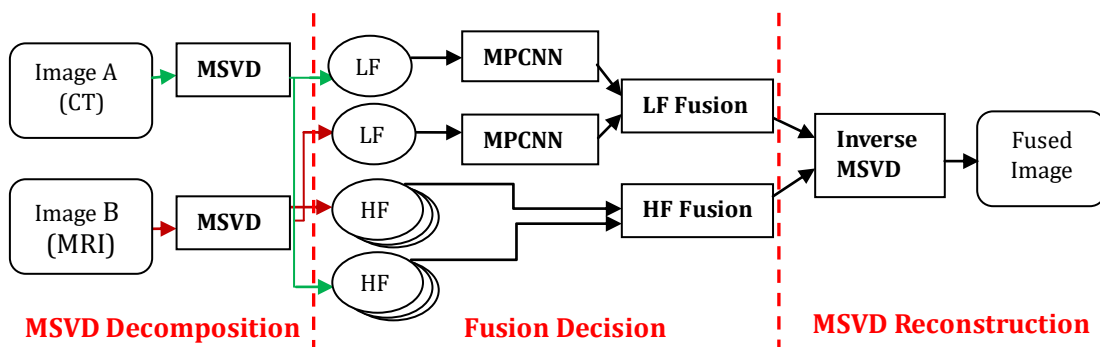 Image A
(CT)
MSVD
LF
MPCNN
LF
MPCNN
LF Fusion
Image B
(MRI)
MSVD
HF
HF
HF Fusion
Inverse
MSVD
Fused
Image
MSVD Decomposition
Fusion Decision
MSVD Reconstruction